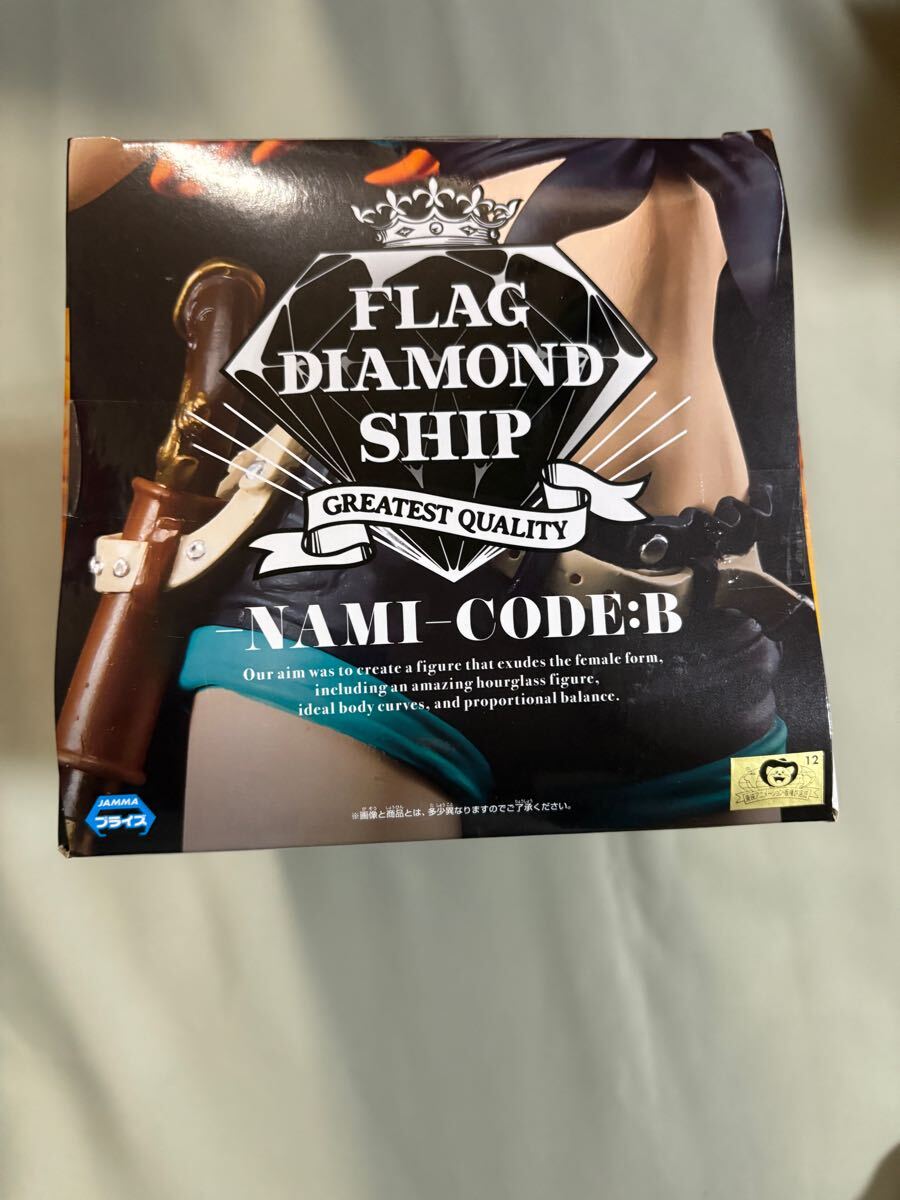 FLAG
DIAMOND
SHIP
GREATEST QUALITY
-NAMI-CODE:B
Our aim was to create a figure that exudes the female form,
including an amazing hourglass figure,
ideal body curves, and proportional balance.
12
JAMMA
プライズ
※画像と商品とは、多少異なりますのでご了承ください。